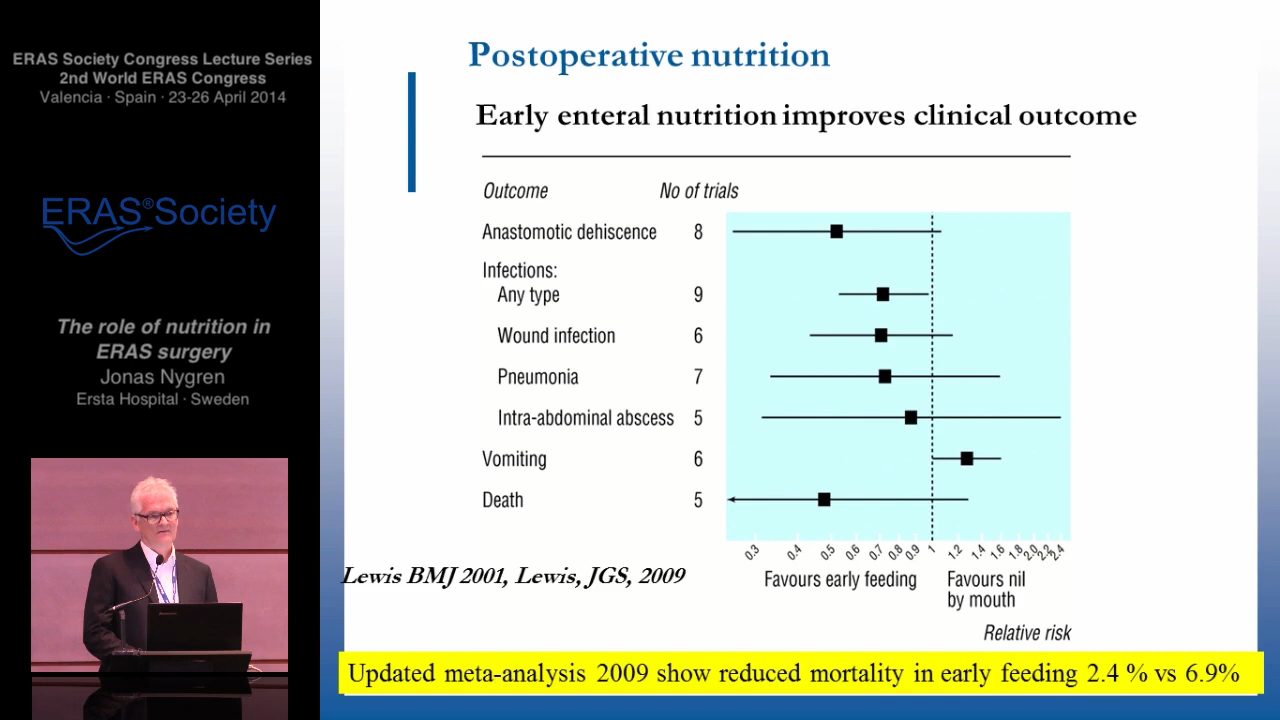 ERAS Society Congress Lecture Series
2nd World ERAS Congress
Valencia · Spain · 23-26 April 2014
ERAS®Society
The role of nutrition in
ERAS surgery
Jonas Nygren
Ersta Hospital · Sweden
Postoperative nutrition
Early enteral nutrition improves clinical outcome
Outcome No of trials
Anastomotic dehiscence 8
Infections:
Any type 9
Wound infection 6
Pneumonia 7
Intra-abdominal abscess 5
Vomiting 6
Death 5
0.3 0.4 0.5 0.6 0.7 0.8 0.9 1 1.2 1.4 1.6 1.8 2.0 2.2 2.4
Favours early feeding Favours nil
by mouth
Relative risk
Lewis BMJ 2001, Lewis, JGS, 2009
Updated meta-analysis 2009 show reduced mortality in early feeding 2.4 % vs 6.9%